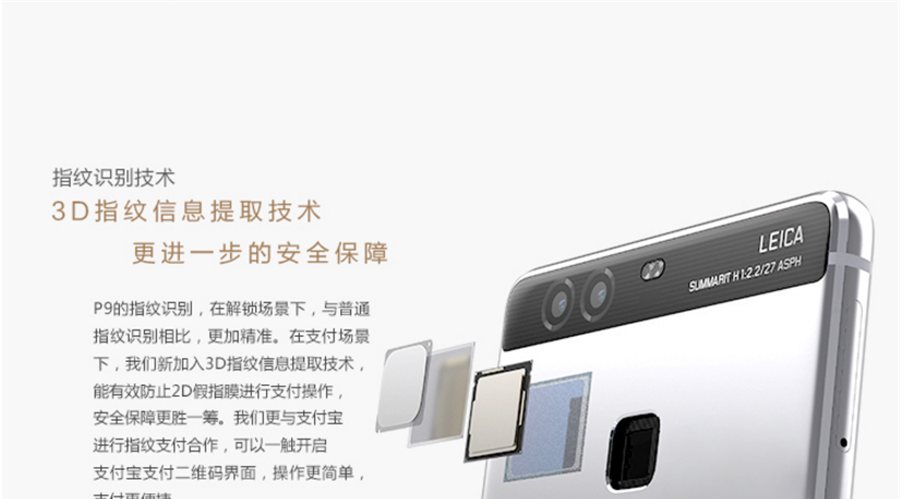 指纹识别技术
3D指纹信息提取技术
更进一步的安全保障
P9的指纹识别，在解锁场景下，与普通
指纹识别相比，更加精准。在支付场景
下，我们新加入3D指纹信息提取技术，
能有效防止2D假指膜进行支付操作，
安全保障更胜一筹。我们更与支付宝
进行指纹支付合作，可以一触开启
支付宝支付二维码界面，操作更简单，
支付更便捷
LEICA
SUMMARIT H 1:2.2/27 ASPH